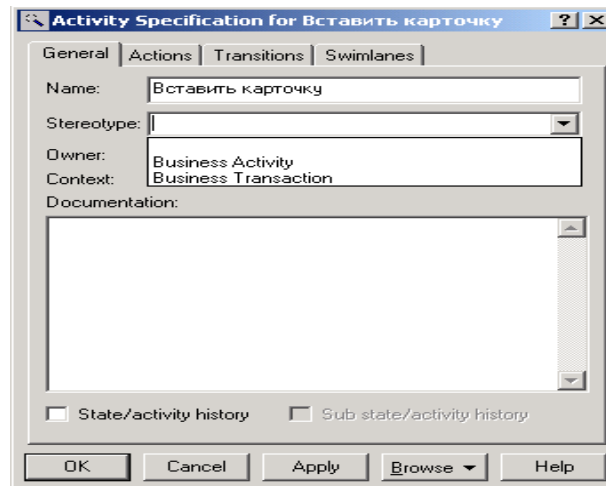 Activity Specification for Вставить карточку
General Actions Transitions Swimlanes
Name: Вставить карточку
Stereotype:
Owner:
Business Activity
Context: Business Transaction
Documentation:
State/activity history Sub state/activity history
OK Cancel Apply Browse Help